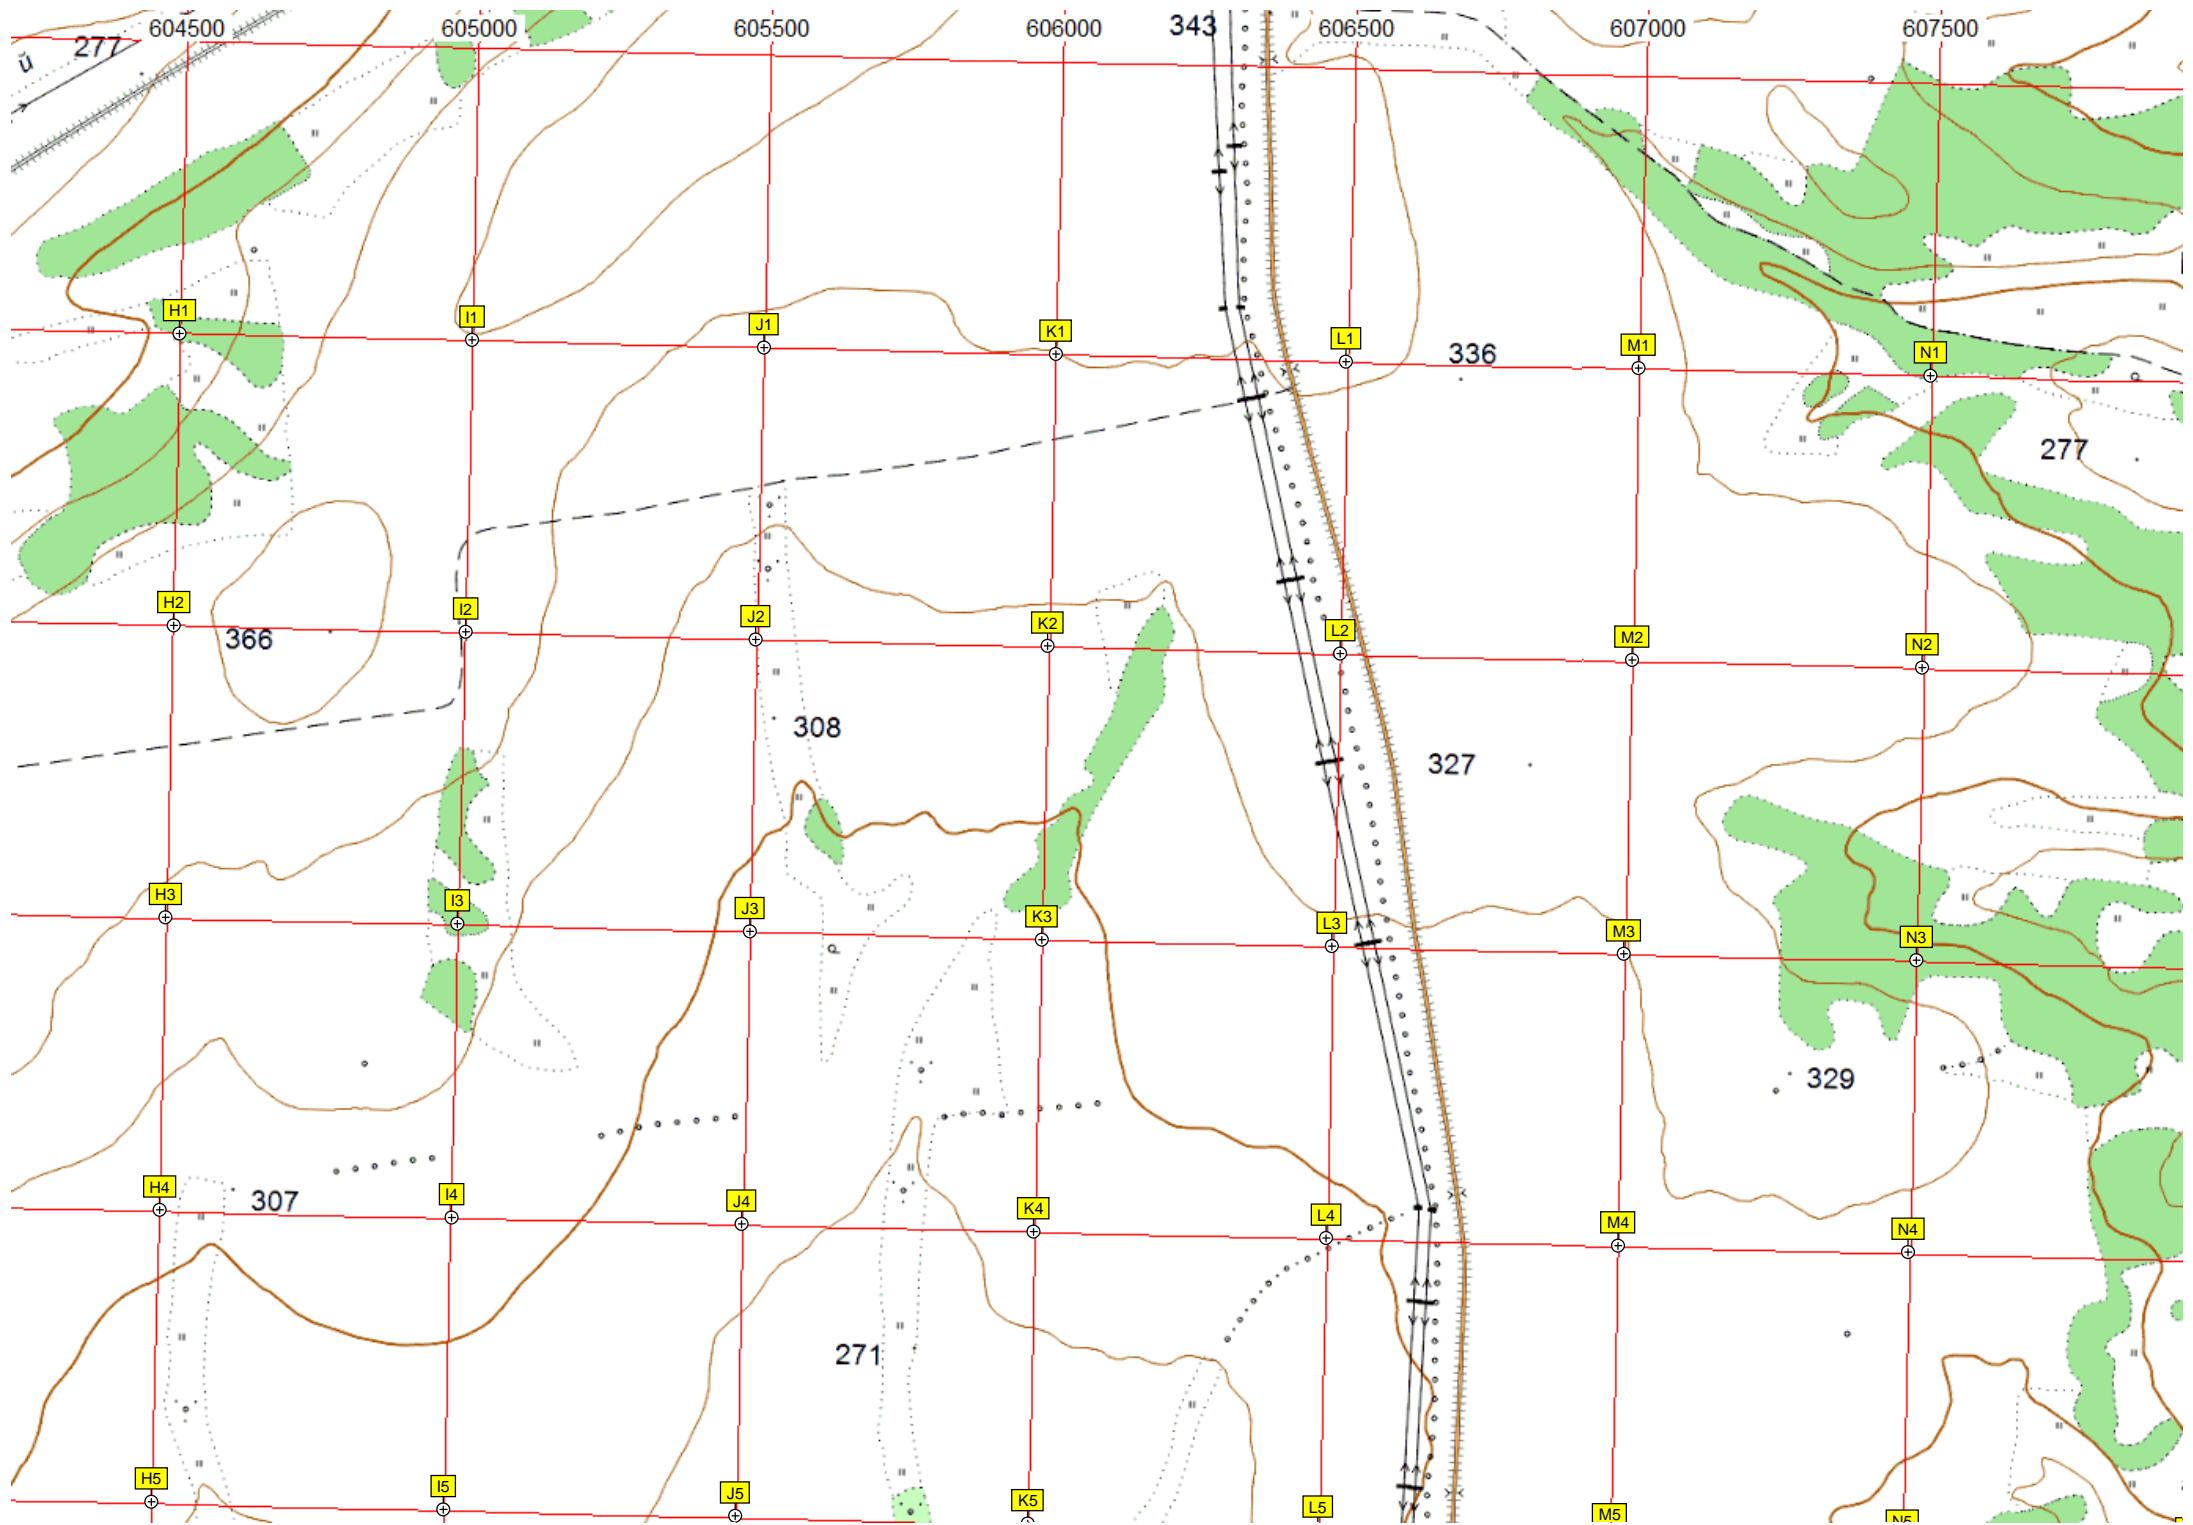 604500 605000 605500 606000 343 606500 607000 607500
й 277
H1 I1 J1 K1 L1 336 M1 N1
277
H2 366 I2 J2 K2 L2 M2 N2
308 327
H3 I3 J3 K3 L3 M3 N3
329
H4 307 I4 J4 K4 L4 M4 N4
271
H5 I5 J5 K5 L5 M5 N5